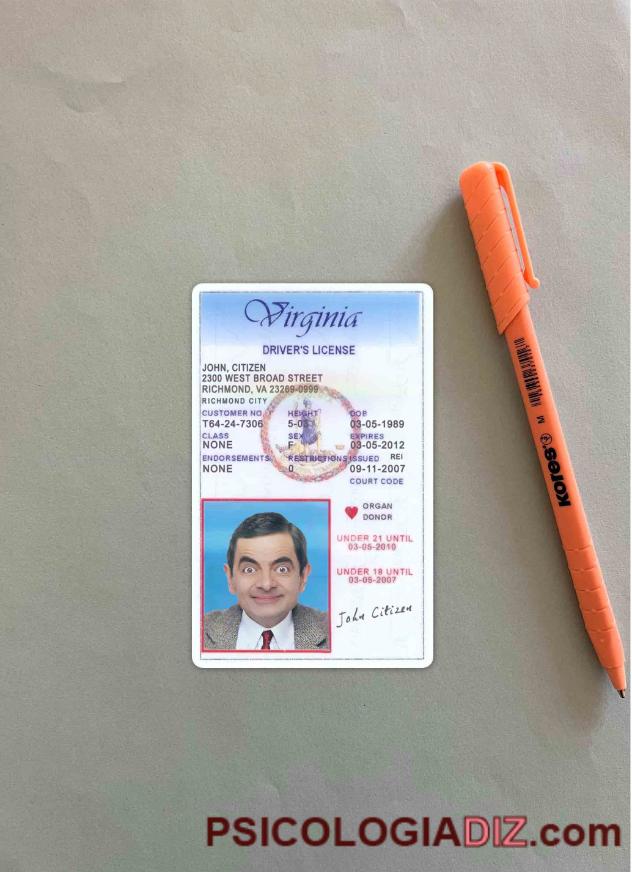 Virginia
DRIVER'S LICENSE
JOHN, CITIZEN
2300 WEST BROAD STREET
RICHMOND, VA 23269-0999
RICHMOND CITY
CUSTOMER NO. HEIGHT DOB
T64-24-7306 5-03 03-05-1989
CLASS SEX EXPIRES
NONE F 03-05-2012
ENDORSEMENTS RESTRICTIONS ISSUED REI
NONE 0 09-11-2007
COURT CODE
ORGAN
DONOR
UNDER 21 UNTIL
03-05-2010
UNDER 18 UNTIL
03-05-2007
John Citizen
Kores
M
PSICOLOGIADIZ.com